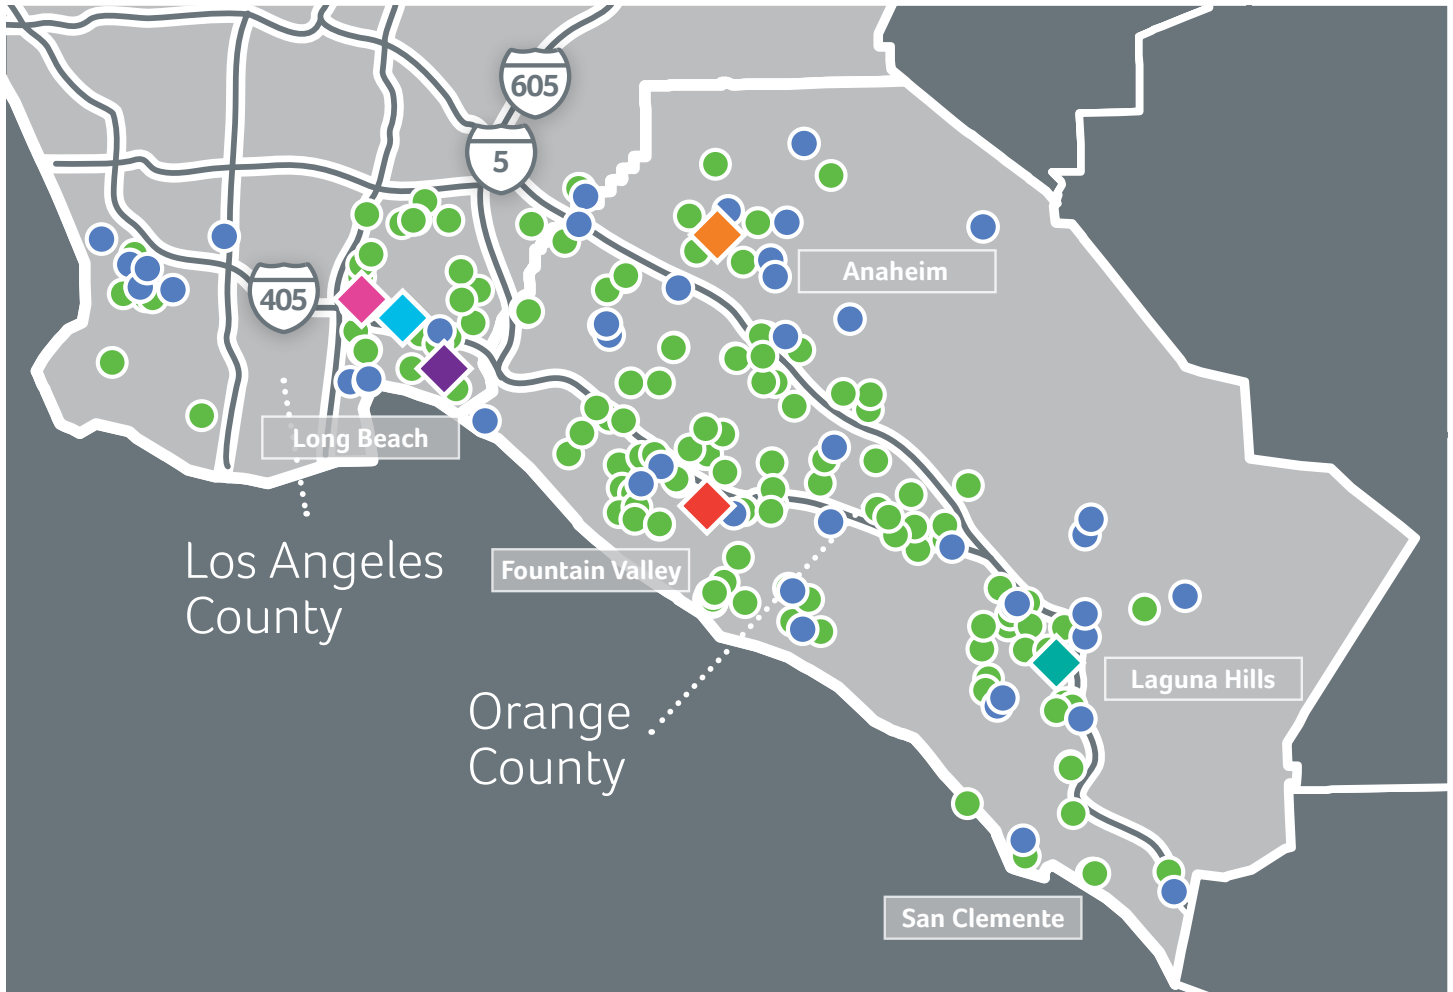 605
5
Anaheim
405
Long Beach
Los Angeles
County
Fountain Valley
Laguna Hills
Orange
County
San Clemente